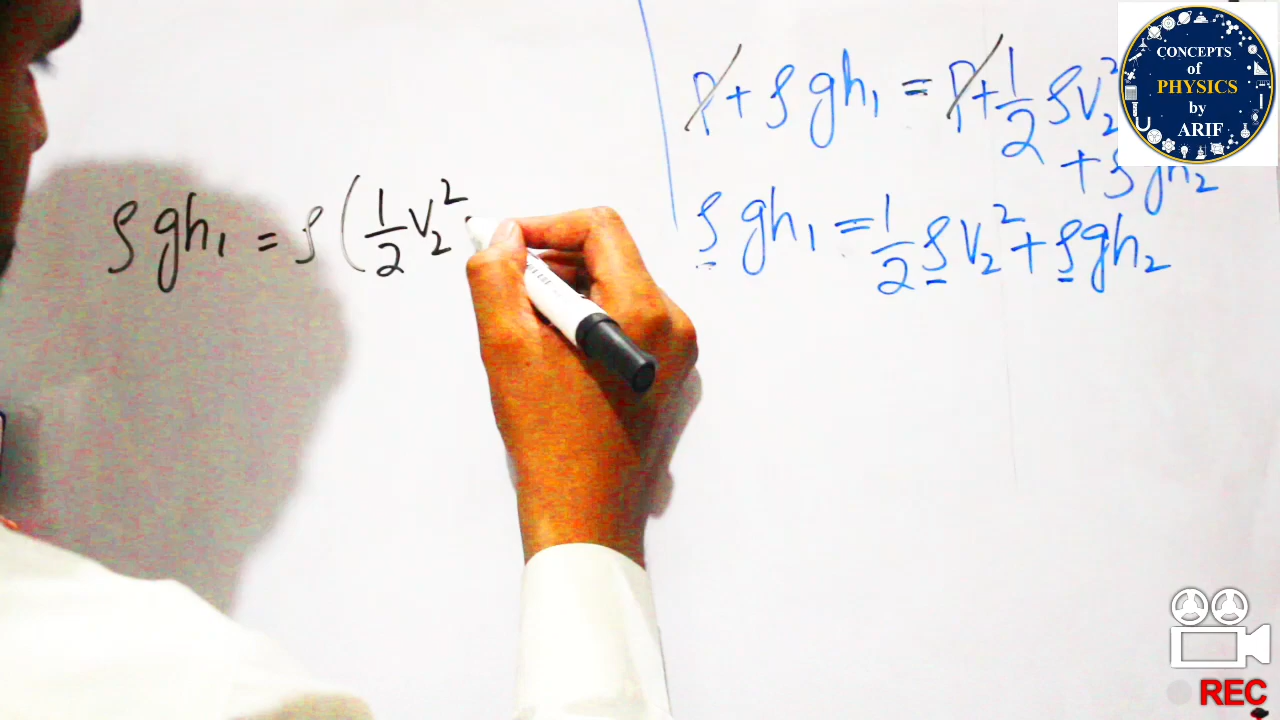 ρgh₁ = ρ(½v₂²
P + ρgh₁ = P + ½ρv₂²
+ ρgh₂
ρgh₁ = ½ρv₂² + ρgh₂
CONCEPTS
of
PHYSICS
by
ARIF
REC